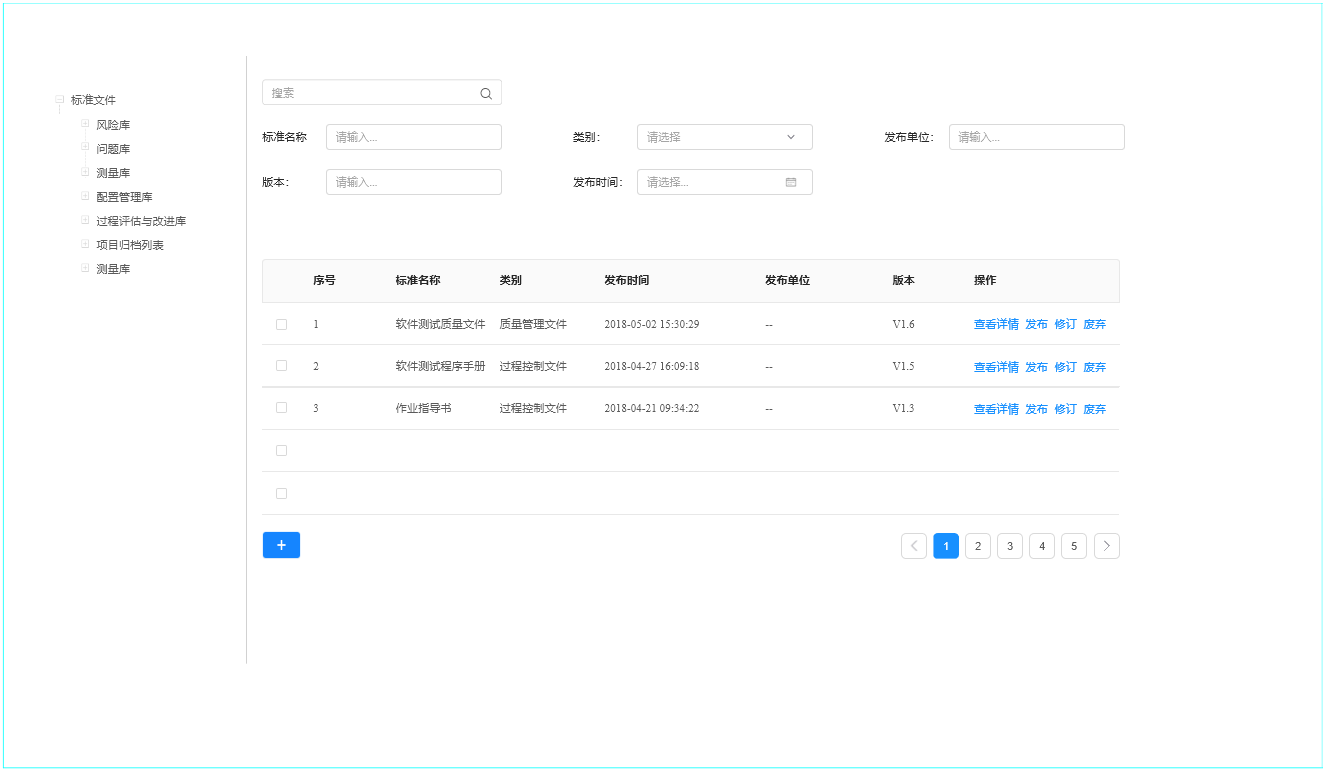 标准文件
风险库
问题库
测量库
配置管理库
过程评估与改进库
项目归档列表
测量库
搜索
标准名称 请输入... 类别: 请选择 发布单位: 请输入...
版本: 请输入... 发布时间: 请选择...
序号 标准名称 类别 发布时间 发布单位 版本 操作
1 软件测试质量文件 质量管理文件 2018-05-02 15:30:29 -- V1.6 查看详情 发布 修订 废弃
2 软件测试程序手册 过程控制文件 2018-04-27 16:09:18 -- V1.5 查看详情 发布 修订 废弃
3 作业指导书 过程控制文件 2018-04-21 09:34:22 -- V1.3 查看详情 发布 修订 废弃
+ 1 2 3 4 5